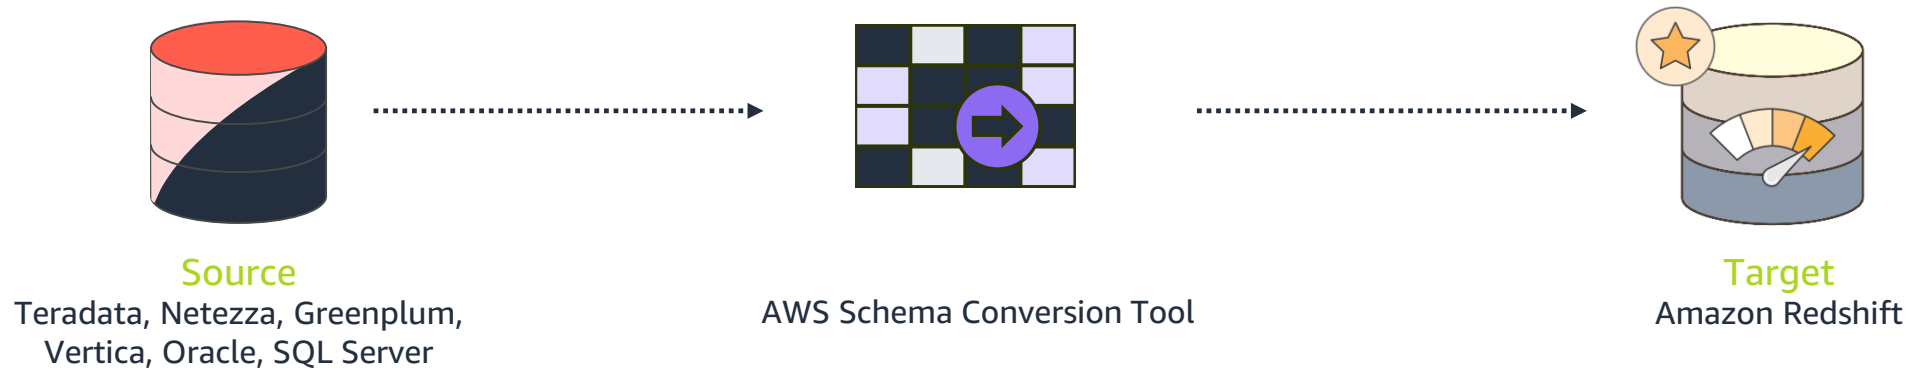 Source
Teradata, Netezza, Greenplum,
Vertica, Oracle, SQL Server
AWS Schema Conversion Tool
Target
Amazon Redshift